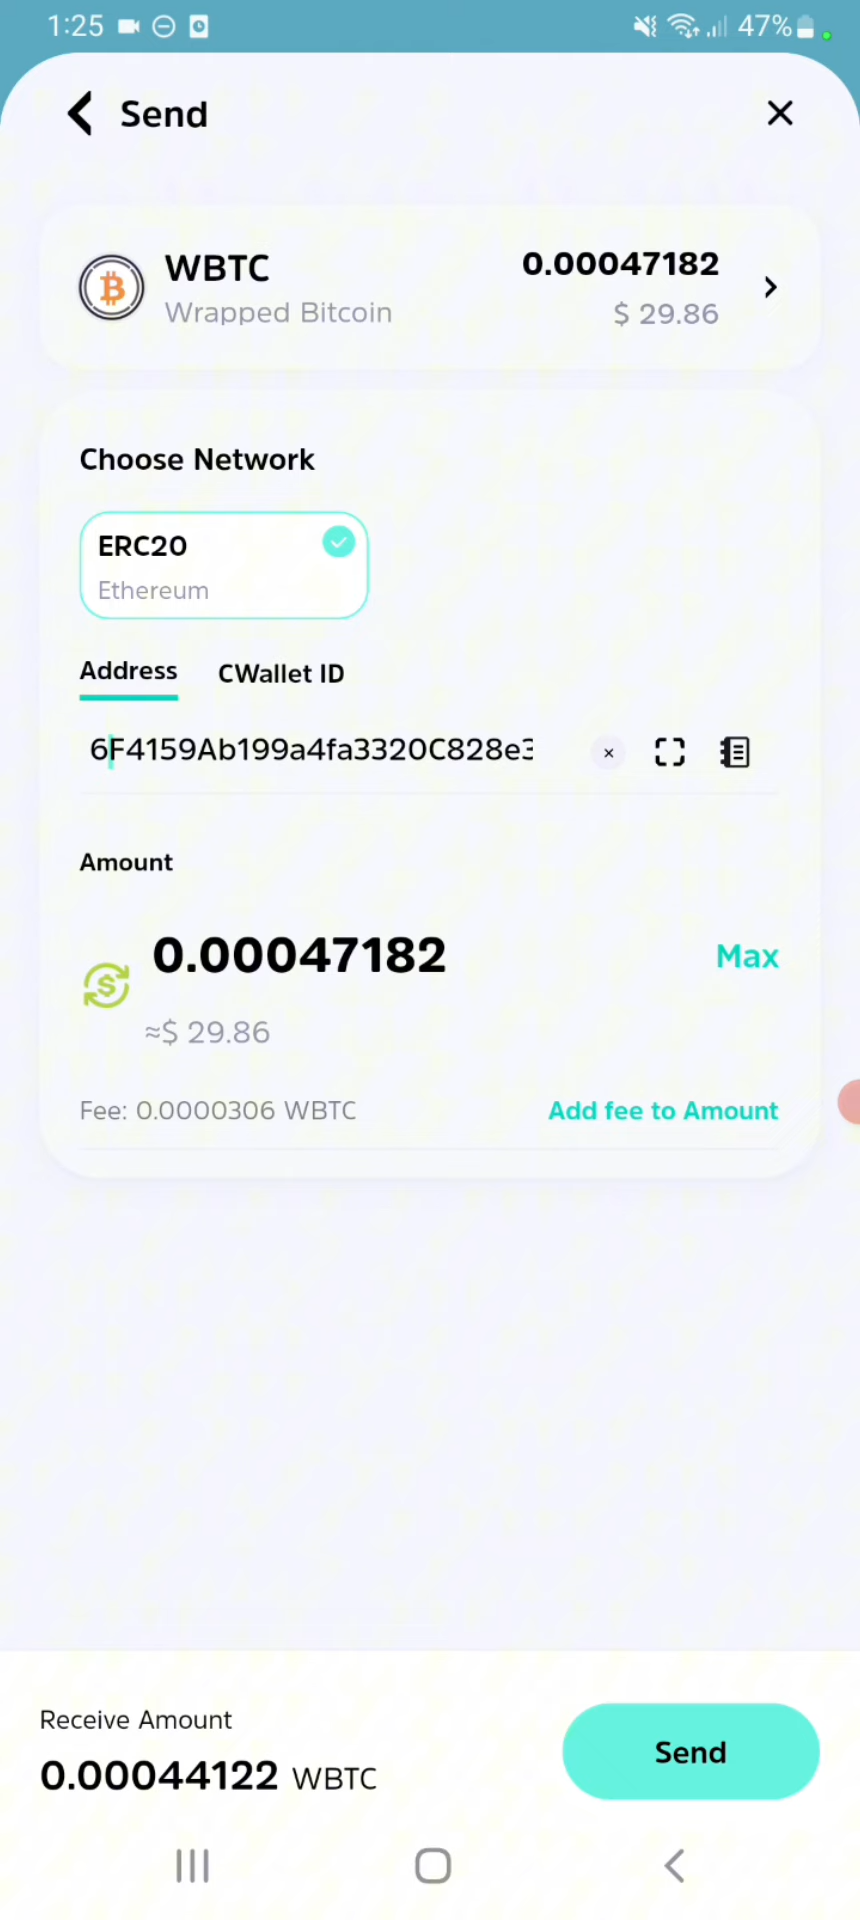 1:25 47%
Send
WBTC 0.00047182
Wrapped Bitcoin $ 29.86
Choose Network
ERC20
Ethereum
Address CWallet ID
6F4159Ab199a4fa3320C828e3
Amount
0.00047182 Max
≈$ 29.86
Fee: 0.0000306 WBTC Add fee to Amount
Receive Amount
0.00044122 WBTC
Send